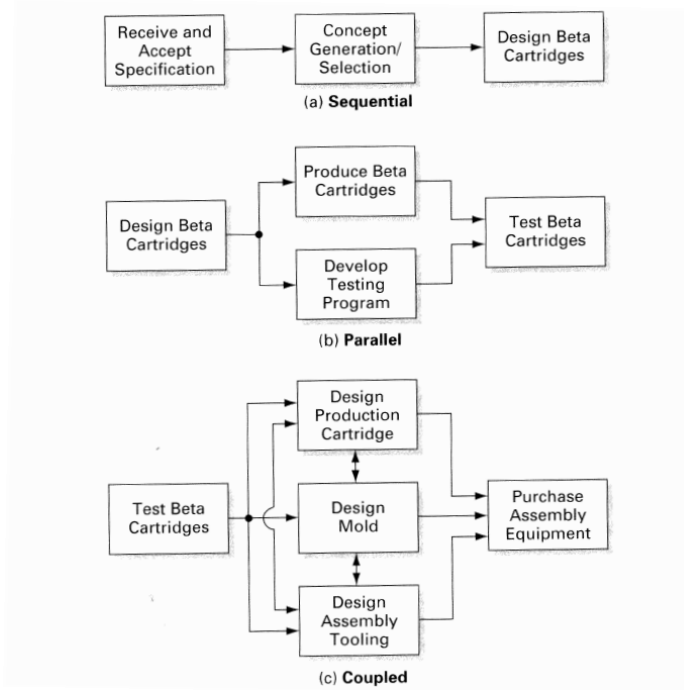 Receive and
Accept
Specification
Concept
Generation/
Selection
Design Beta
Cartridges
(a) Sequential
Design Beta
Cartridges
Produce Beta
Cartridges
Develop
Testing
Program
Test Beta
Cartridges
(b) Parallel
Test Beta
Cartridges
Design
Production
Cartridge
Design
Mold
Design
Assembly
Tooling
Purchase
Assembly
Equipment
(c) Coupled